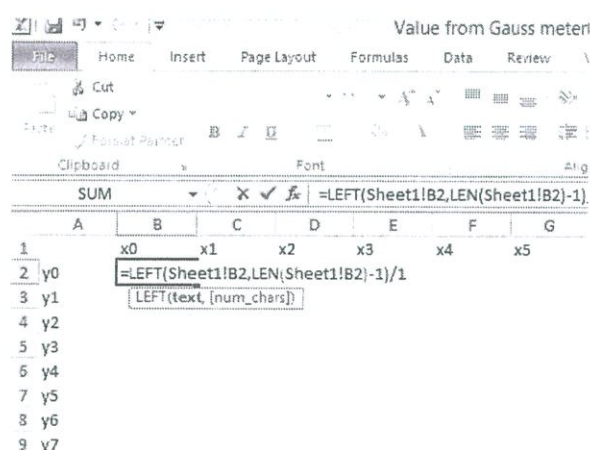 Value from Gauss meter
File Home Insert Page Layout Formulas Data Review
Cut
Copy
Paste
Format Painter
B I U
Clipboard Font
SUM fx =LEFT(Sheet1!B2,LEN(Sheet1!B2)-1)
A B C D E F G
1 x0 x1 x2 x3 x4 x5
2 y0 =LEFT(Sheet1!B2,LEN(Sheet1!B2)-1)/1
3 y1 LEFT(text, [num_chars])
4 y2
5 y3
6 y4
7 y5
8 y6
9 y7